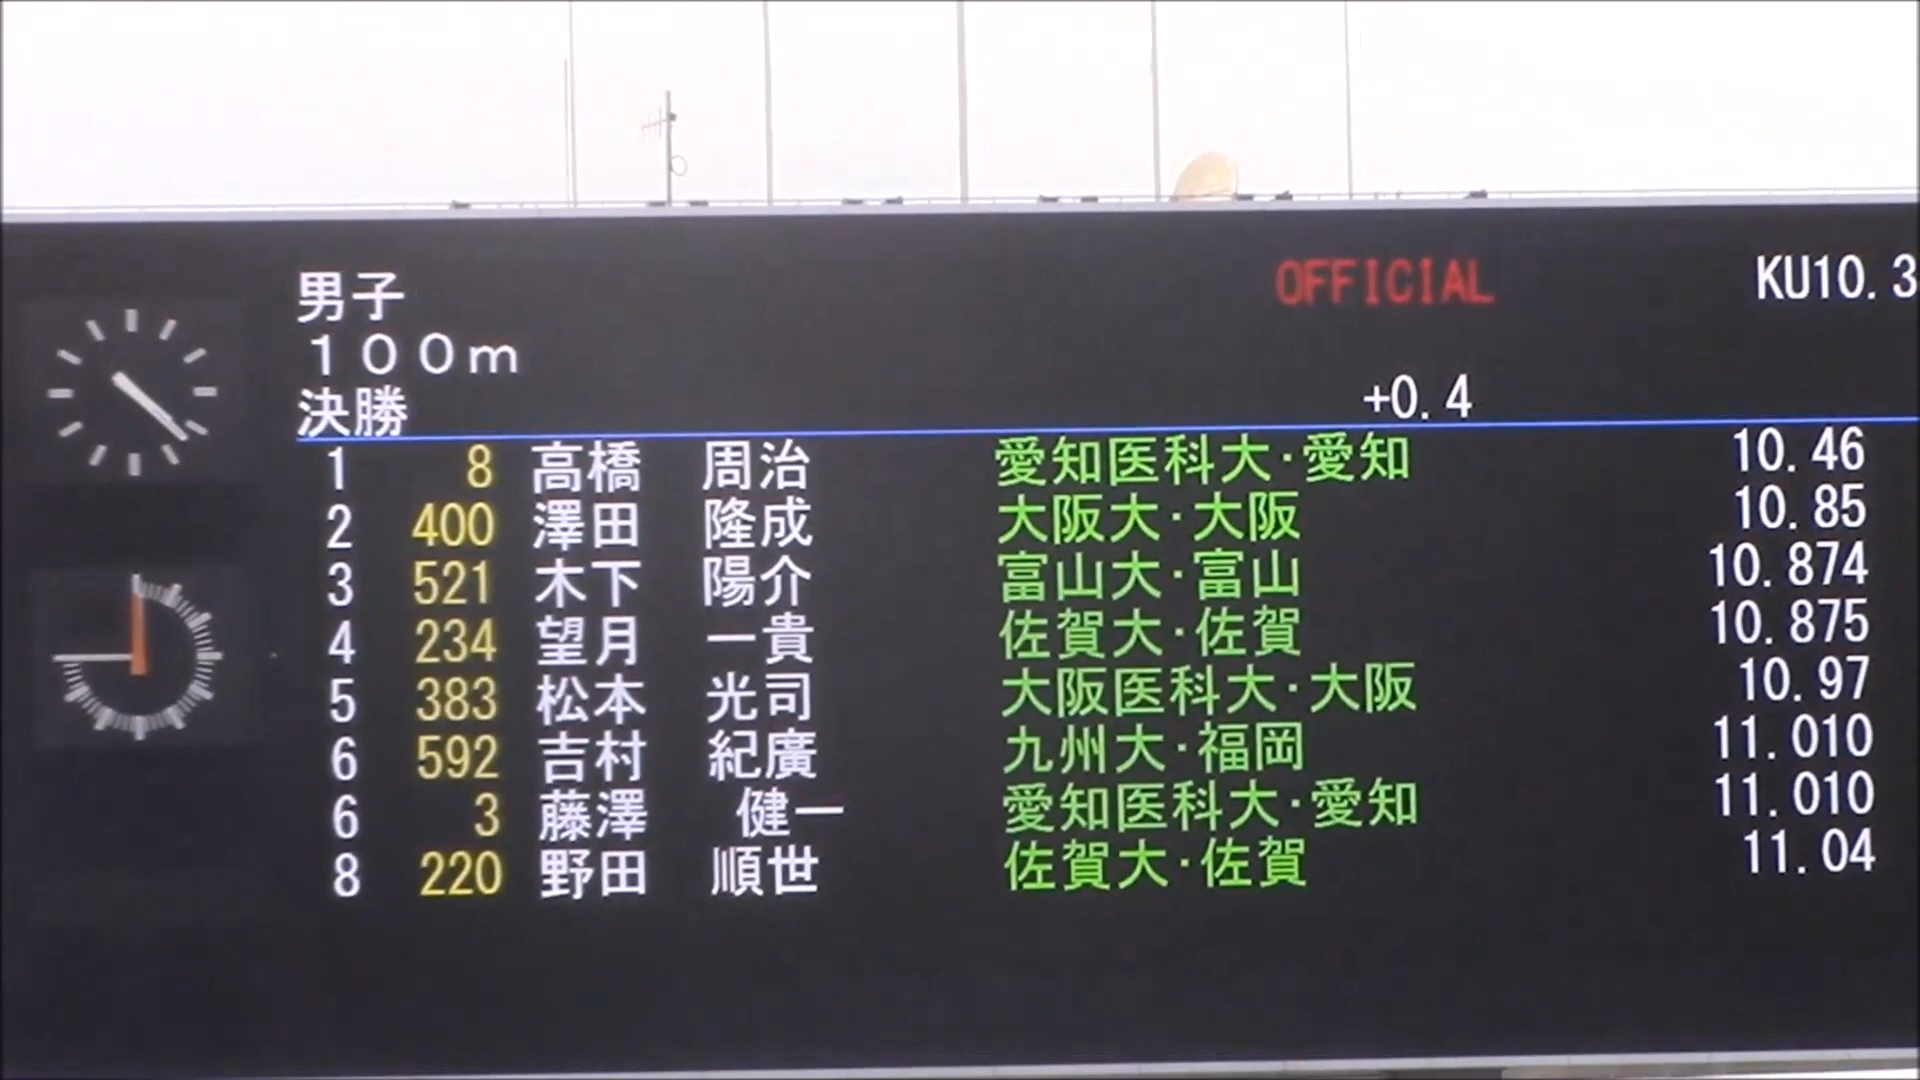 男子
OFFICIAL KU10.3
１００ｍ
決勝 +0.4
1 8 高橋 周治 愛知医科大・愛知 10.46
2 400 澤田 隆成 大阪大・大阪 10.85
3 521 木下 陽介 富山大・富山 10.874
4 234 望月 一貴 佐賀大・佐賀 10.875
5 383 松本 光司 大阪医科大・大阪 10.97
6 592 吉村 紀廣 九州大・福岡 11.010
6 3 藤澤 健一 愛知医科大・愛知 11.010
8 220 野田 順世 佐賀大・佐賀 11.04